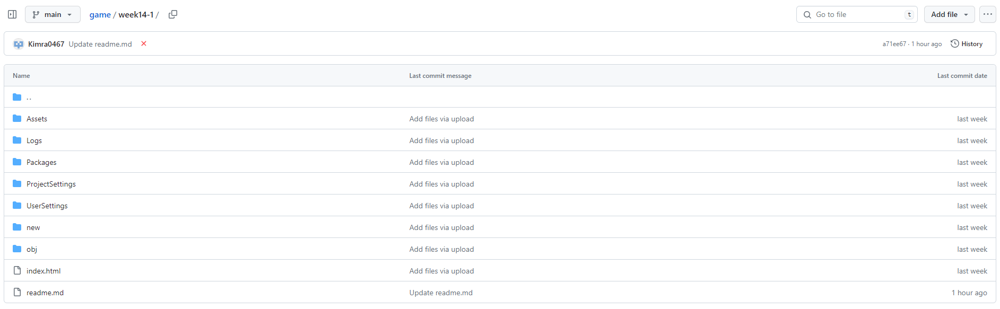 main game / week14-1 / Go to file t Add file ...
Kimra0467 Update readme.md a71ee67 · 1 hour ago History
Name Last commit message Last commit date
..
Assets Add files via upload last week
Logs Add files via upload last week
Packages Add files via upload last week
ProjectSettings Add files via upload last week
UserSettings Add files via upload last week
new Add files via upload last week
obj Add files via upload last week
index.html Add files via upload last week
readme.md Update readme.md 1 hour ago